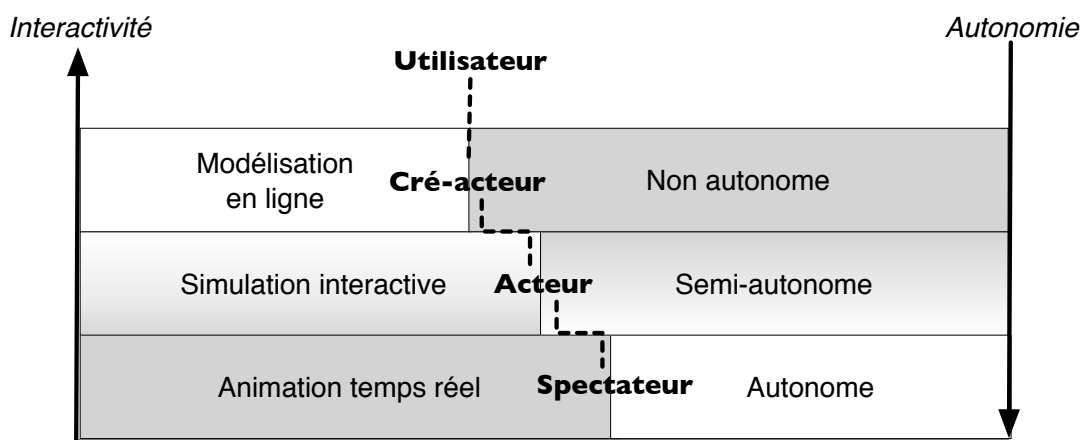 Interactivité
Autonomie
Utilisateur
Modélisation
en ligne
Cré-acteur
Non autonome
Simulation interactive
Acteur
Semi-autonome
Animation temps réel
Spectateur
Autonome